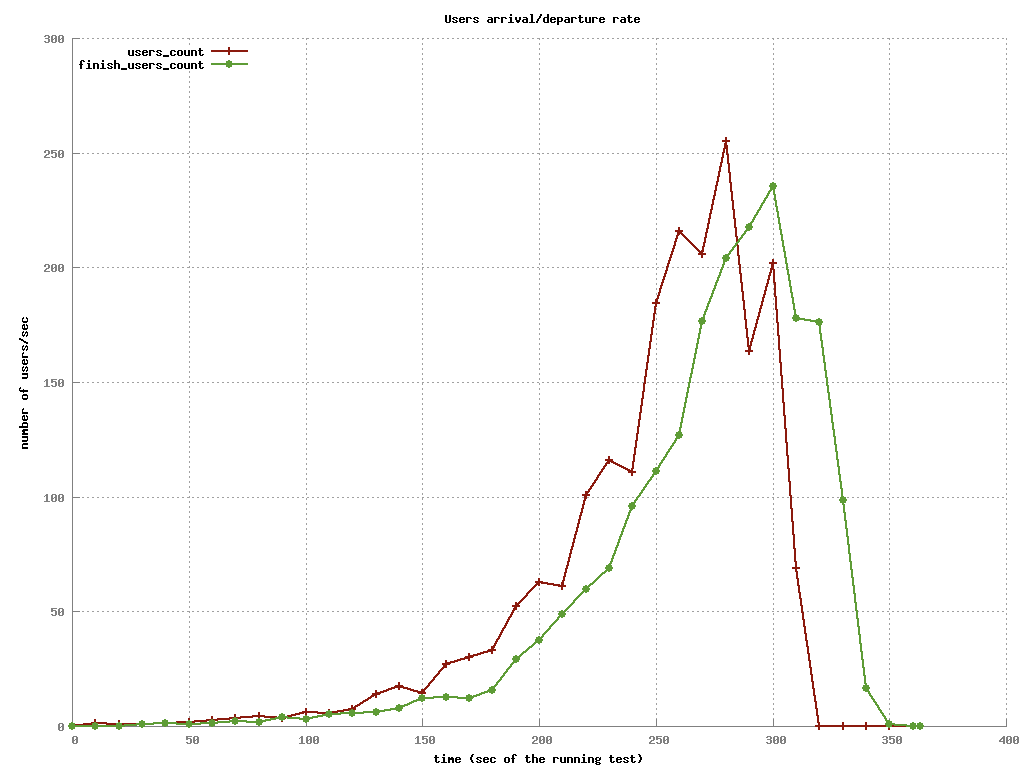 Users arrival/departure rate
300
users_count
finish_users_count
250
200
150
100
50
0
number of users/sec
0 50 100 150 200 250 300 350 400
time (sec of the running test)